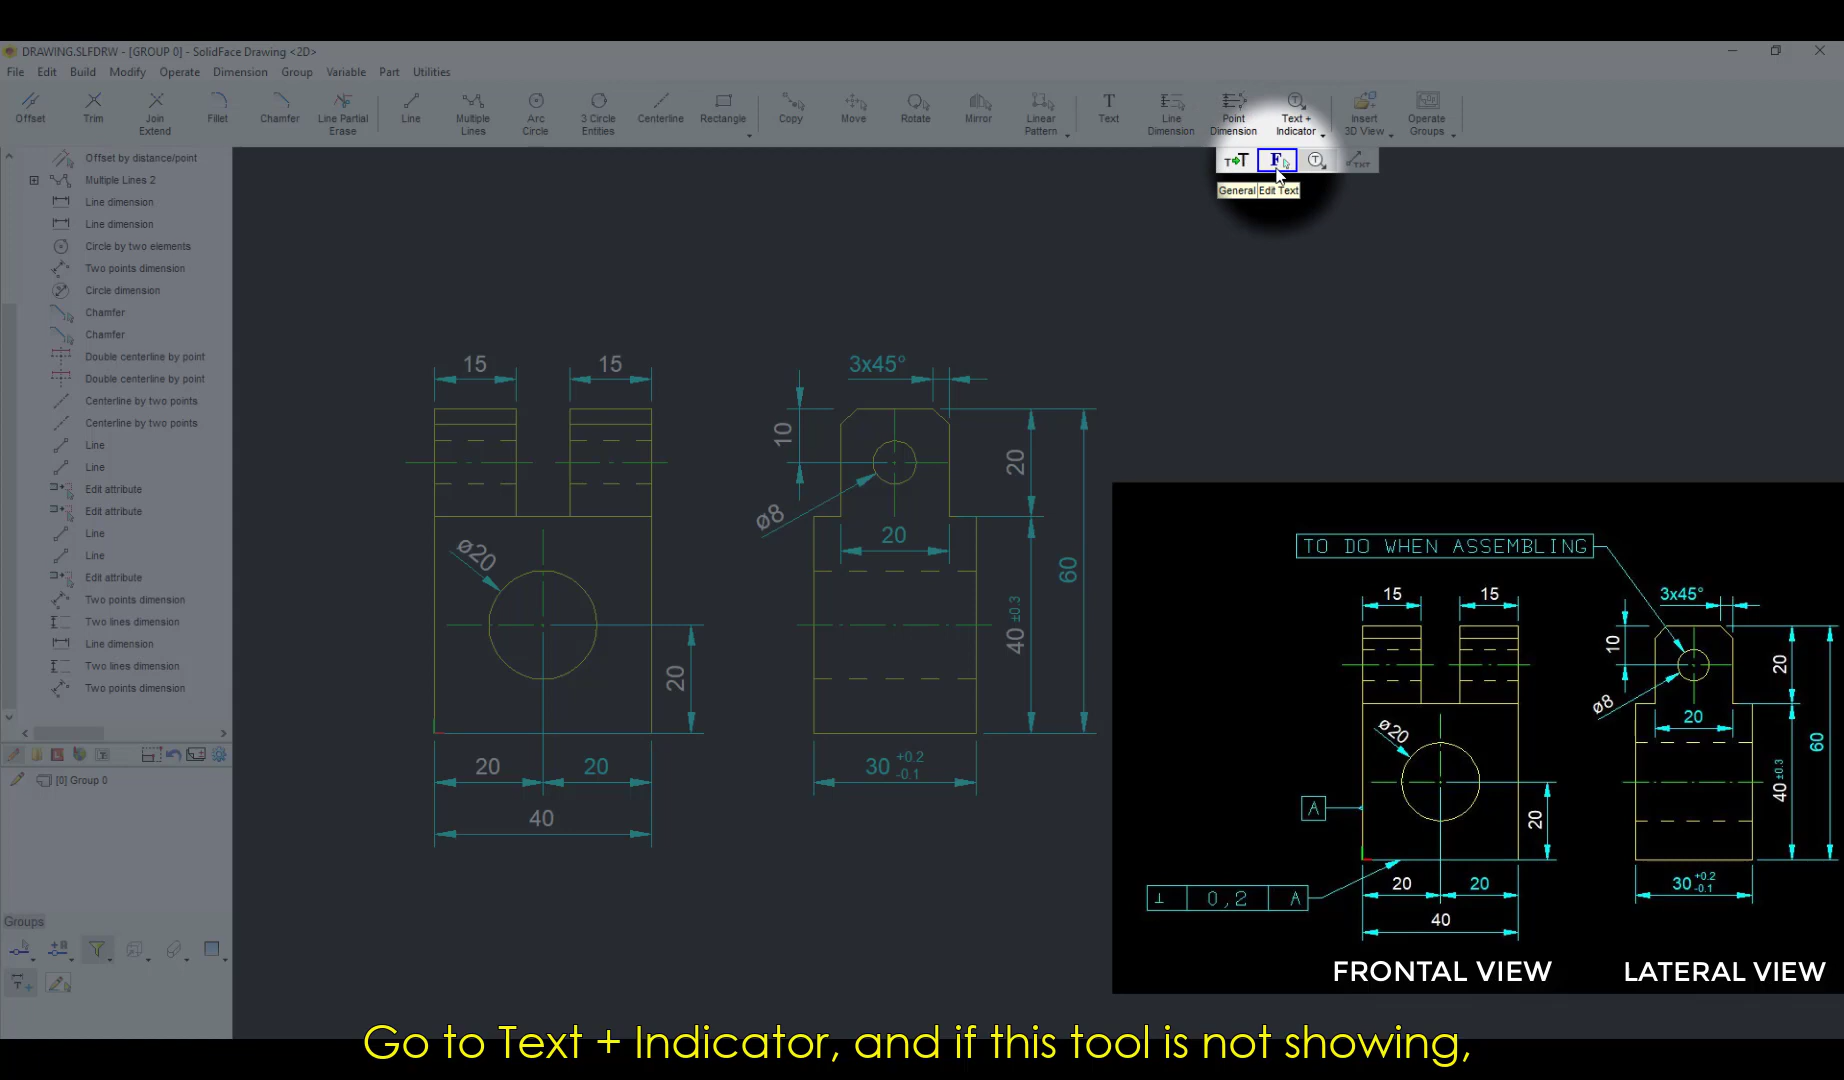 DRAWING.SLFDRW - [GROUP 0] - SolidFace Drawing <2D>
File Edit Build Modify Operate Dimension Group Variable Part Utilities
Offset
Trim
Join Extend
Fillet
Chamfer
Line Partial Erase
Line
Multiple Lines
Arc Circle
3 Circle Entities
Centerline
Rectangle
Copy
Move
Rotate
Mirror
Linear Pattern
Text
Line Dimension
Point Dimension
Text + Indicator
Insert 3D View
Operate Groups
General
Edit Text
Offset by distance/point
Multiple Lines 2
Line dimension
Line dimension
Circle by two elements
Two points dimension
Circle dimension
Chamfer
Chamfer
Double centerline by point
Double centerline by point
Centerline by two points
Centerline by two points
Line
Line
Edit attribute
Edit attribute
Line
Line
Edit attribute
Two points dimension
Two lines dimension
Line dimension
Two lines dimension
Two points dimension
[0] Group 0
Groups
15
15
3x45°
10
20
ø8
20
ø20
60
40 ±0.3
20
20
20
30 +0.2 -0.1
40
TO DO WHEN ASSEMBLING
15
15
3x45°
10
20
ø8
20
ø20
60
40 ±0.3
A
20
20
20
30 +0.2 -0.1
⊥ 0,2 A
40
FRONTAL VIEW
LATERAL VIEW
Go to Text + Indicator, and if this tool is not showing,